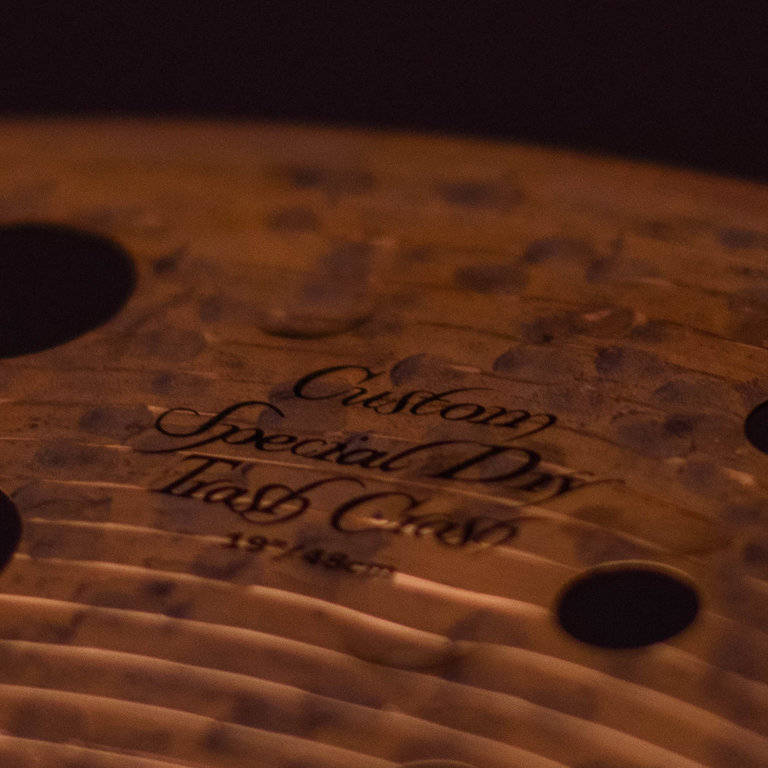 Custom
Special Dry
Trash Crash
19"/48cm